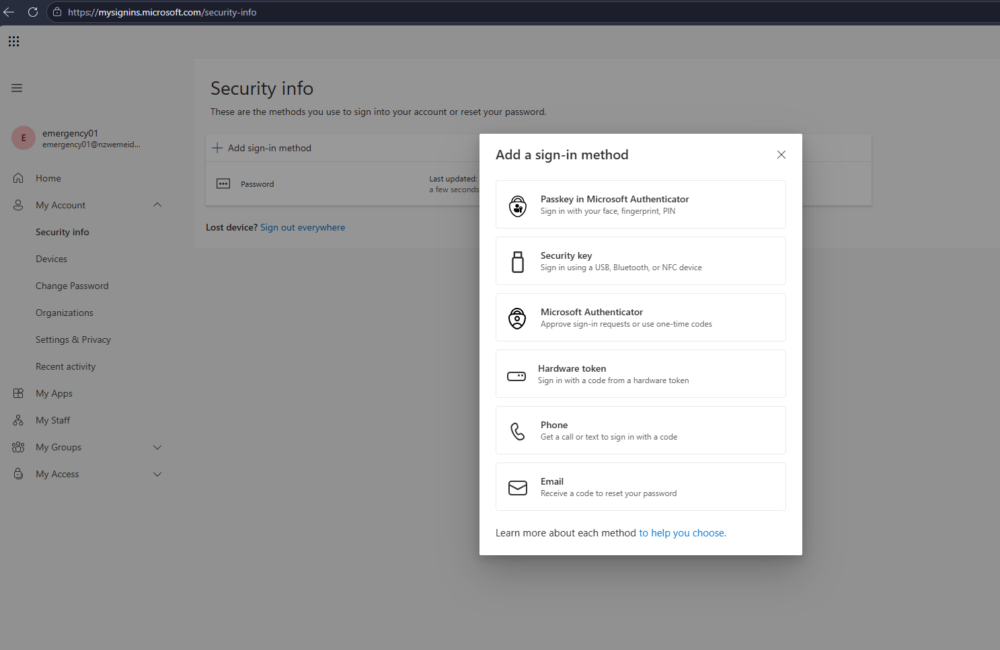 https://mysignins.microsoft.com/security-info
Security info
These are the methods you use to sign into your account or reset your password.
E
emergency01
emergency01@nzwemeid...
Home
My Account
Security info
Devices
Change Password
Organizations
Settings & Privacy
Recent activity
My Apps
My Staff
My Groups
My Access
Add sign-in method
Password
Last updated:
a few seconds
Lost device? Sign out everywhere
Add a sign-in method
Passkey in Microsoft Authenticator
Sign in with your face, fingerprint, PIN
Security key
Sign in using a USB, Bluetooth, or NFC device
Microsoft Authenticator
Approve sign-in requests or use one-time codes
Hardware token
Sign in with a code from a hardware token
Phone
Get a call or text to sign in with a code
Email
Receive a code to reset your password
Learn more about each method to help you choose.